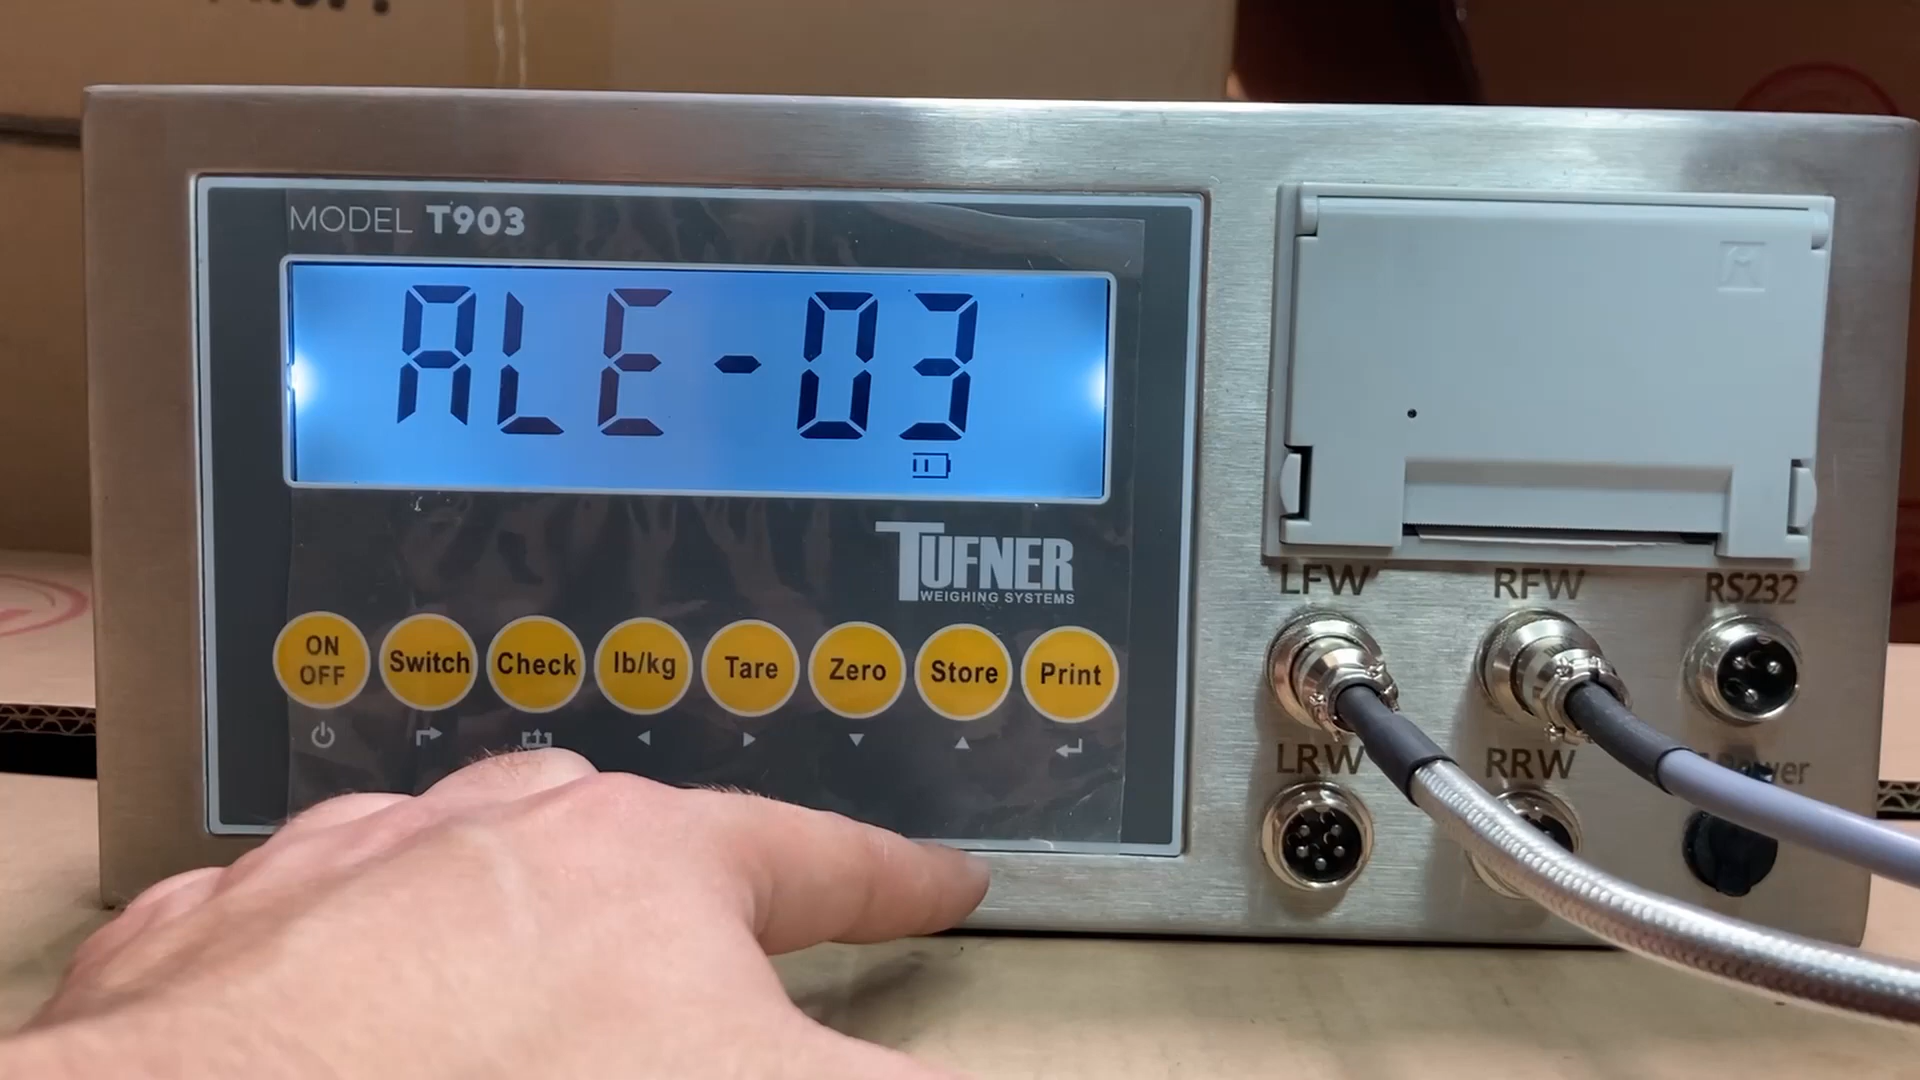 MODEL T903
ALE-03
TUFNER
WEIGHING SYSTEMS
ON OFF
Switch
Check
lb/kg
Tare
Zero
Store
Print
LFW
RFW
RS232
LRW
RRW